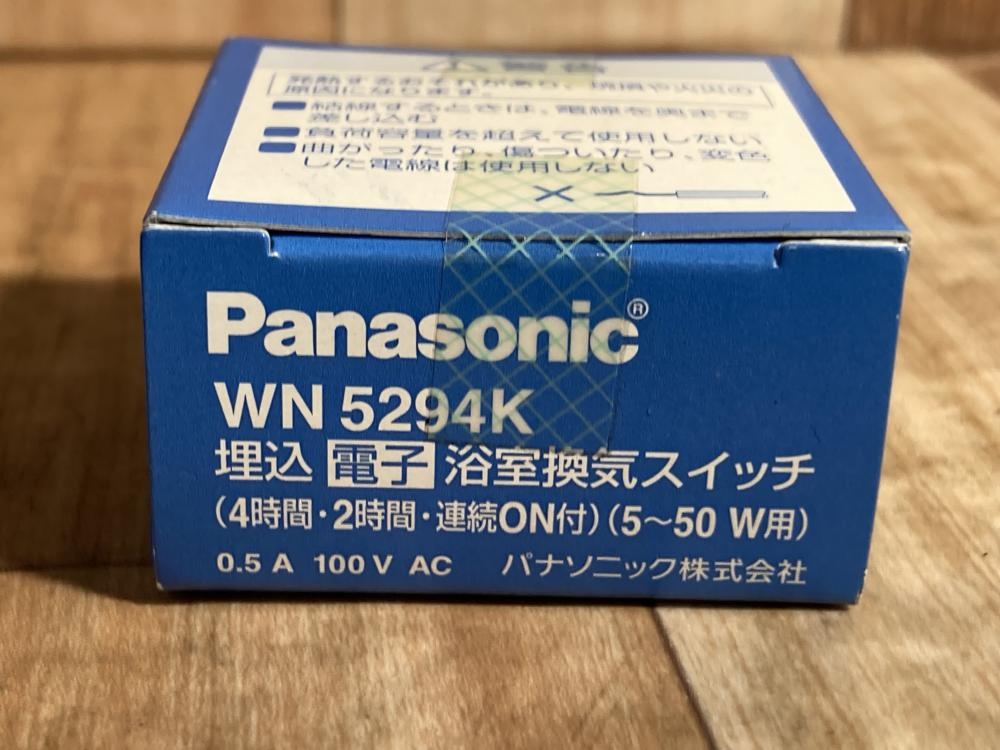 警告
発熱するおそれがあり、焼損や火災の
原因になります。
■結線するときは、電線を奥まで
差し込む
■負荷容量を超えて使用しない
■曲がったり、傷ついたり、変色
した電線は使用しない
×
Panasonic®
WN 5294K
埋込 電子 浴室換気スイッチ
(4時間・2時間・連続ON付)(5〜50 W用)
0.5 A 100 V AC パナソニック株式会社